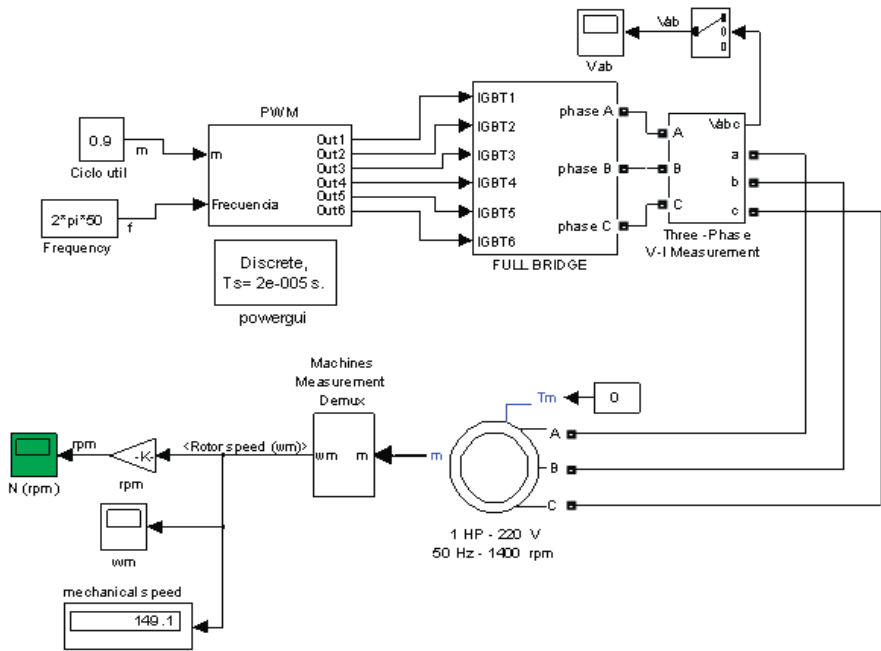 Vab
Vab
PWM
0.9
m
Ciclo util
2*pi*50
f
Frequency
m
Frecuencia
Out1
Out2
Out3
Out4
Out5
Out6
Discrete,
Ts= 2e-005 s.
powergui
IGBT1
IGBT2
IGBT3
IGBT4
IGBT5
IGBT6
phase A
phase B
phase C
FULL BRIDGE
A
B
C
Vabc
a
b
c
Three -Phase
V-I Measurement
Machines
Measurement
Demux
wm
m
<Rotor speed (wm)>
rpm
-K-
rpm
N (rpm)
wm
mechanical speed
149.1
m
Tm
0
A
B
C
1 HP - 220 V
50 Hz - 1400 rpm